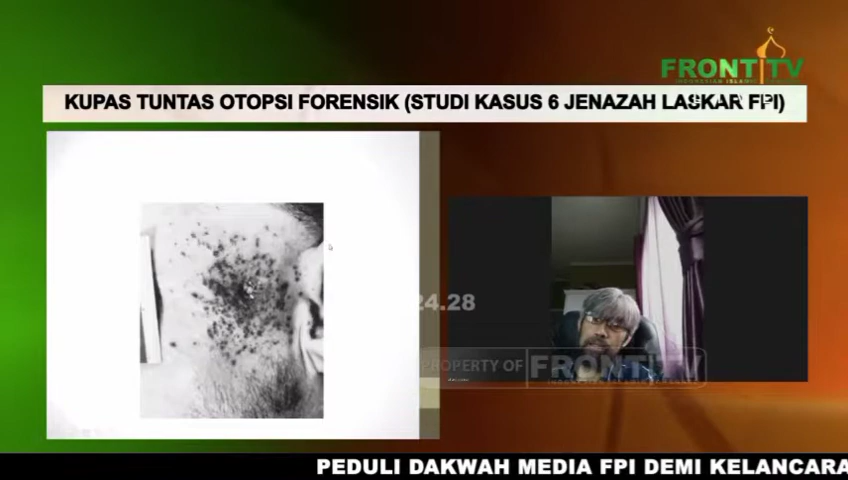 FRONT TV
KUPAS TUNTAS OTOPSI FORENSIK (STUDI KASUS 6 JENAZAH LASKAR FPI)
24.28
PROPERTY OF FRONT TV
PEDULI DAKWAH MEDIA FPI DEMI KELANCARA